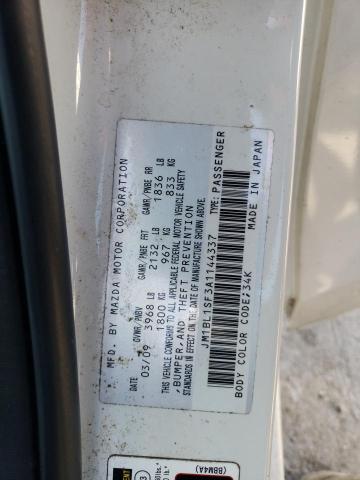 MFD. BY MAZDA MOTOR CORPORATION
DATE GVWR/PNBV GAWR/PNBE FRT GAWR/PNBE RR
03/09 3968 LB 2132 LB 1836 LB
1800 KG 967 KG 833 KG
THIS VEHICLE CONFORMS TO ALL APPLICABLE FEDERAL MOTOR VEHICLE SAFETY
, BUMPER, AND THEFT PREVENTION
STANDARDS IN EFFECT ON THE DATE OF MANUFACTURE SHOWN ABOVE.
JM1BL1SF3A1144337 TYPE: PASSENGER
BODY COLOR CODE: 34K MADE IN JAPAN
(BBM4A)